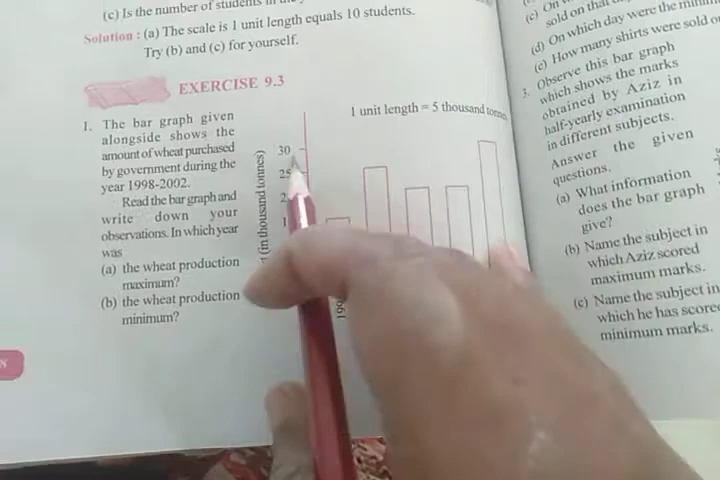 (c) Is the number of students in
Solution : (a) The scale is 1 unit length equals 10 students.
Try (b) and (c) for yourself.
EXERCISE 9.3
1. The bar graph given
alongside shows the
amount of wheat purchased
by government during the
year 1998-2002.
Read the bar graph and
write down your
observations. In which year
was
(a) the wheat production
maximum?
(b) the wheat production
minimum?
1 unit length = 5 thousand tonnes
30
25
(in thousand tonnes)
(c) On
sold on that
(d) On which day were the
(e) How many shirts were sold
3. Observe this bar graph
which shows the marks
obtained by Aziz in
half-yearly examination
in different subjects.
Answer the given
questions.
(a) What information
does the bar graph
give?
(b) Name the subject in
which Aziz scored
maximum marks.
(c) Name the subject in
which he has scored
minimum marks.